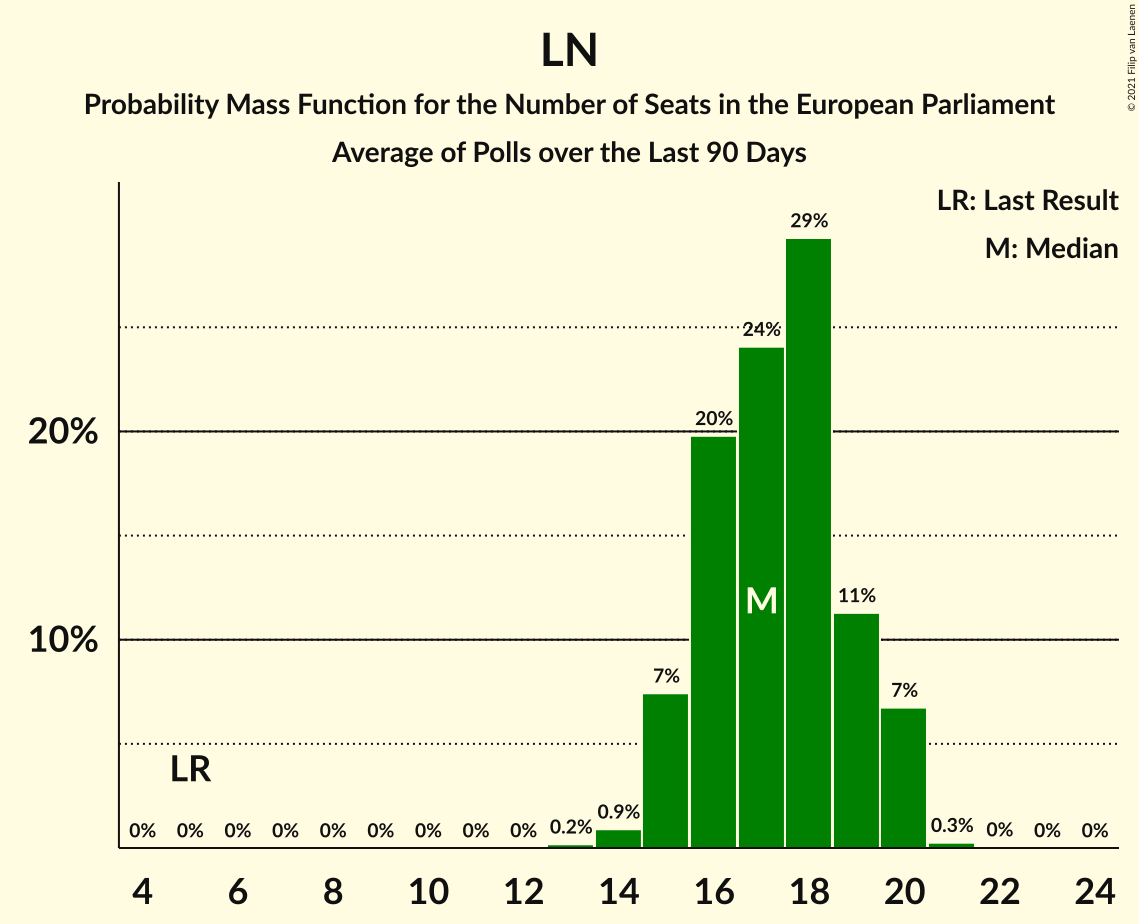 LN
Probability Mass Function for the Number of Seats in the European Parliament
Average of Polls over the Last 90 Days
© 2021 Filip van Laenen
LR: Last Result
M: Median
29%
24%
20%
20%
M
11%
10%
7%
7%
LR
0% 0% 0% 0% 0% 0% 0% 0% 0% 0.2% 0.9% 0.3% 0% 0% 0%
4 6 8 10 12 14 16 18 20 22 24